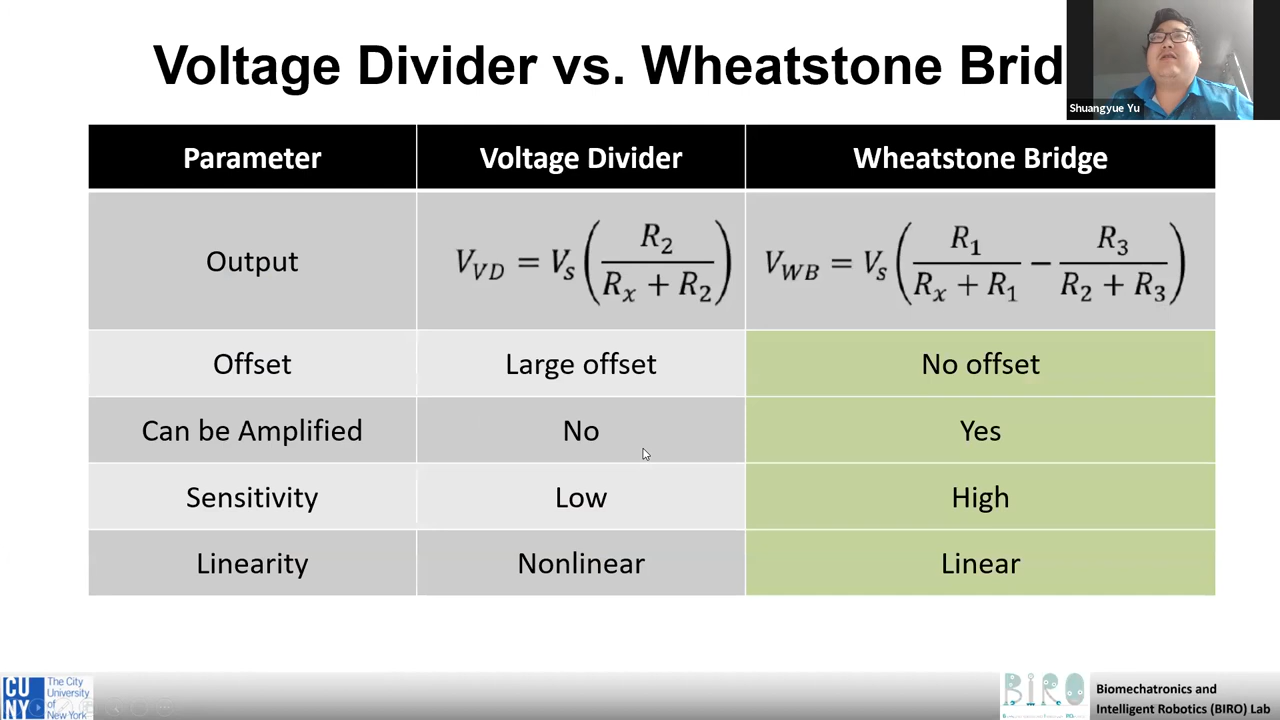 Voltage Divider vs. Wheatstone Brid
Shuangyue Yu
Parameter Voltage Divider Wheatstone Bridge
Output V_VD = V_s (R_2 / (R_x + R_2)) V_WB = V_s (R_1 / (R_x + R_1) − R_3 / (R_2 + R_3))
Offset Large offset No offset
Can be Amplified No Yes
Sensitivity Low High
Linearity Nonlinear Linear
CU
NY
The City
University
of
New York
BiRO
Biomechatronics and
Intelligent Robotics (BIRO) Lab